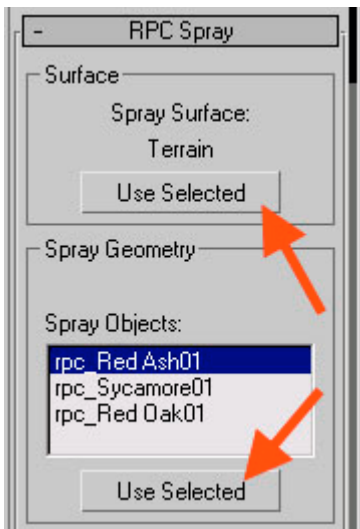 - RPC Spray
Surface
Spray Surface:
Terrain
Use Selected
Spray Geometry
Spray Objects:
rpc_Red Ash01
rpc_Sycamore01
rpc_Red Oak01
Use Selected